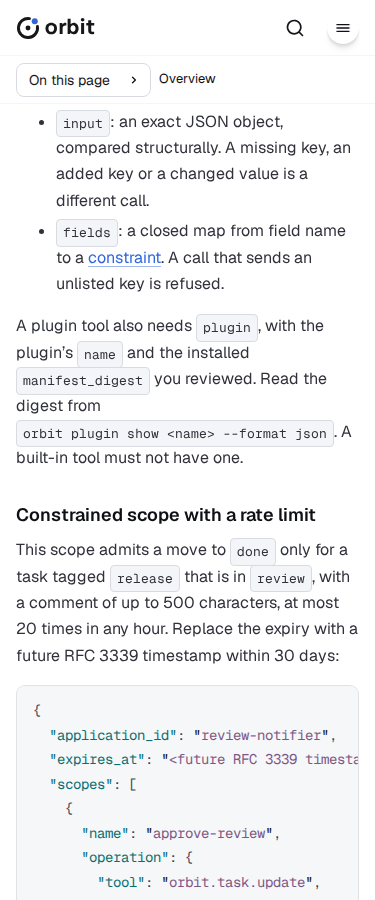 orbit
On this page
Overview
input: an exact JSON object,
compared structurally. A missing key, an
added key or a changed value is a
different call.
fields: a closed map from field name
to a constraint. A call that sends an
unlisted key is refused.
A plugin tool also needs plugin, with the
plugin’s name and the installed
manifest_digest you reviewed. Read the
digest from
orbit plugin show <name> --format json. A
built-in tool must not have one.
Constrained scope with a rate limit
This scope admits a move to done only for a
task tagged release that is in review, with
a comment of up to 500 characters, at most
20 times in any hour. Replace the expiry with a
future RFC 3339 timestamp within 30 days:
{
"application_id": "review-notifier",
"expires_at": "<future RFC 3339 timesta
"scopes": [
{
"name": "approve-review",
"operation": {
"tool": "orbit.task.update",